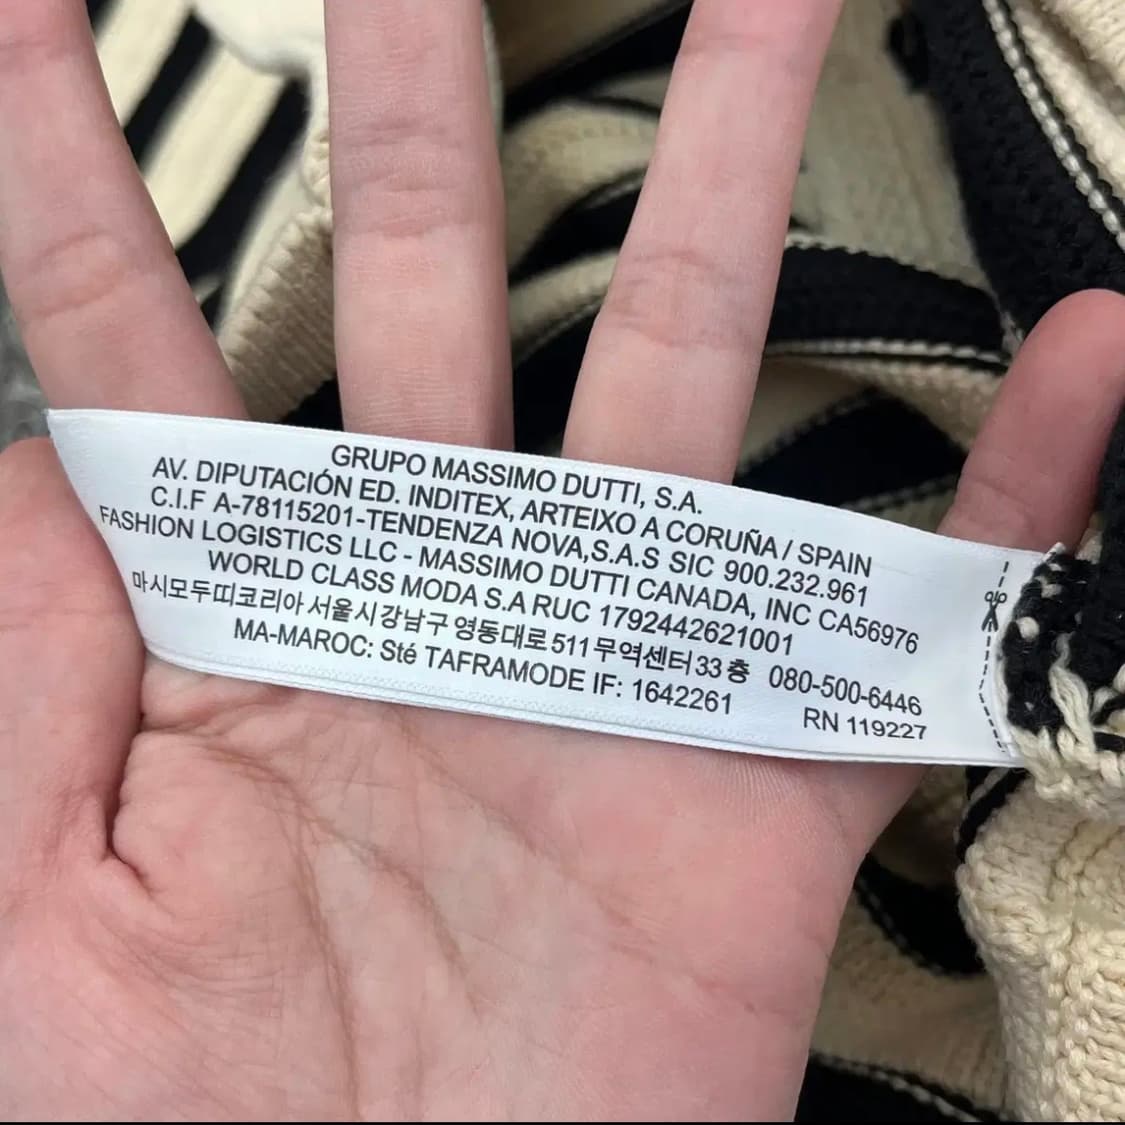 GRUPO MASSIMO DUTTI, S.A.
AV. DIPUTACIÓN ED. INDITEX, ARTEIXO A CORUÑA / SPAIN
C.I.F A-78115201-TENDENZA NOVA,S.A.S SIC 900.232.961
FASHION LOGISTICS LLC - MASSIMO DUTTI CANADA, INC CA56976
WORLD CLASS MODA S.A RUC 1792442621001
마시모두띠코리아 서울시강남구 영동대로 511 무역센터 33 층 080-500-6446
MA-MAROC: Sté TAFRAMODE IF: 1642261 RN 119227